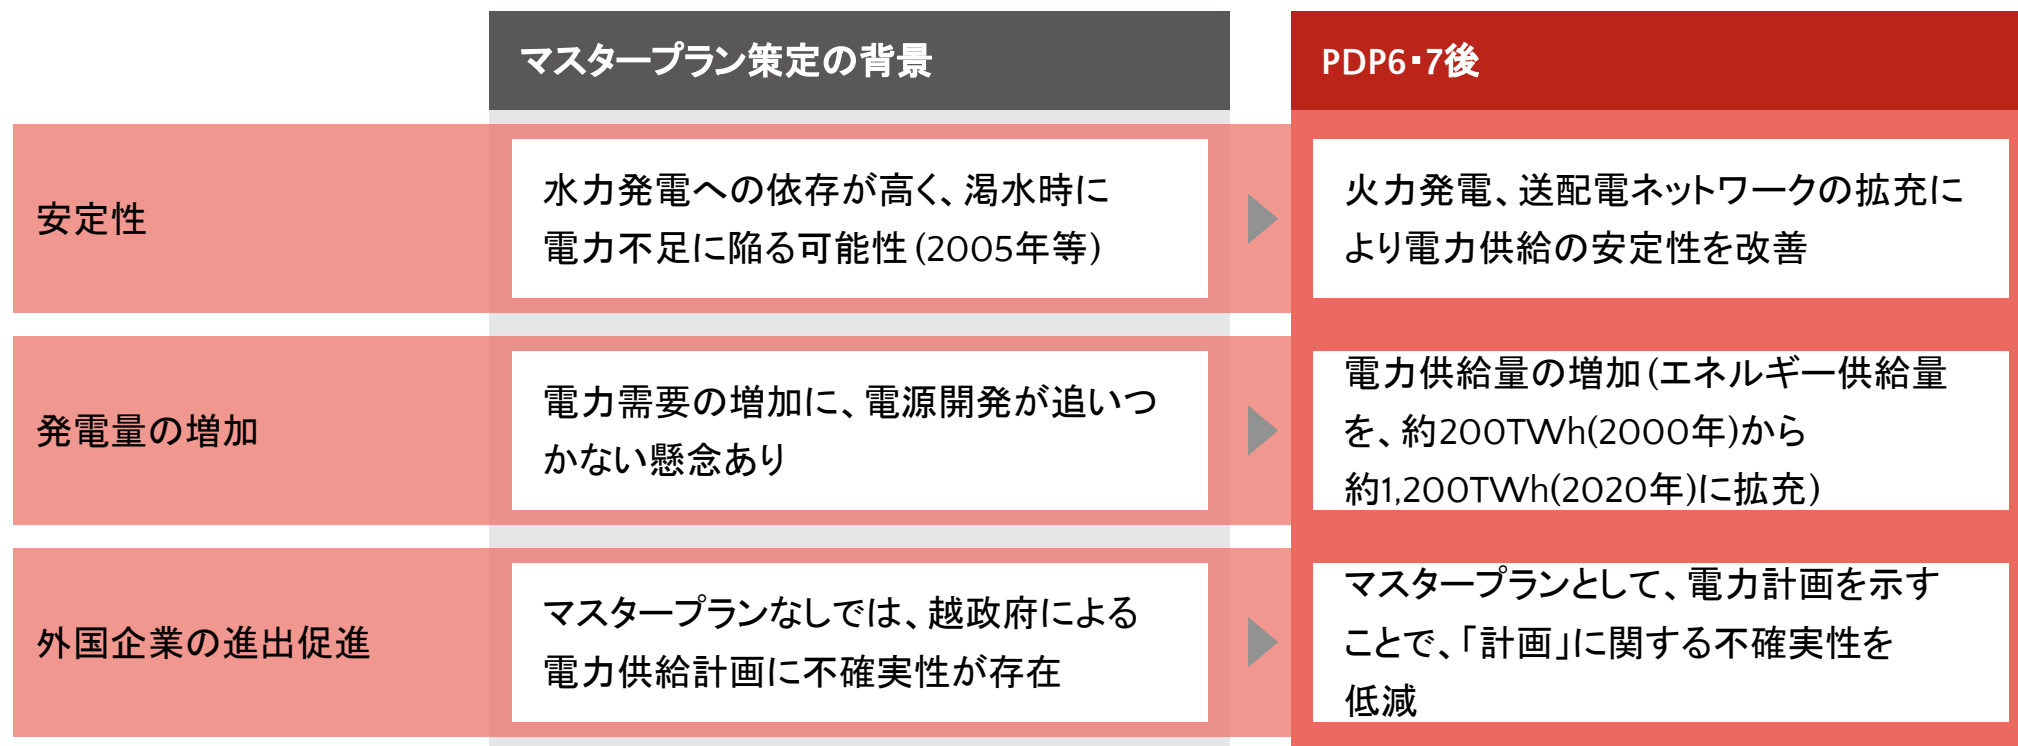 マスタープラン策定の背景
PDP6・7後
安定性
水力発電への依存が高く、渇水時に
電力不足に陥る可能性(2005年等)
火力発電、送配電ネットワークの拡充に
より電力供給の安定性を改善
発電量の増加
電力需要の増加に、電源開発が追いつ
かない懸念あり
電力供給量の増加(エネルギー供給量
を、約200TWh(2000年)から
約1,200TWh(2020年)に拡充)
外国企業の進出促進
マスタープランなしでは、越政府による
電力供給計画に不確実性が存在
マスタープランとして、電力計画を示す
ことで、「計画」に関する不確実性を
低減